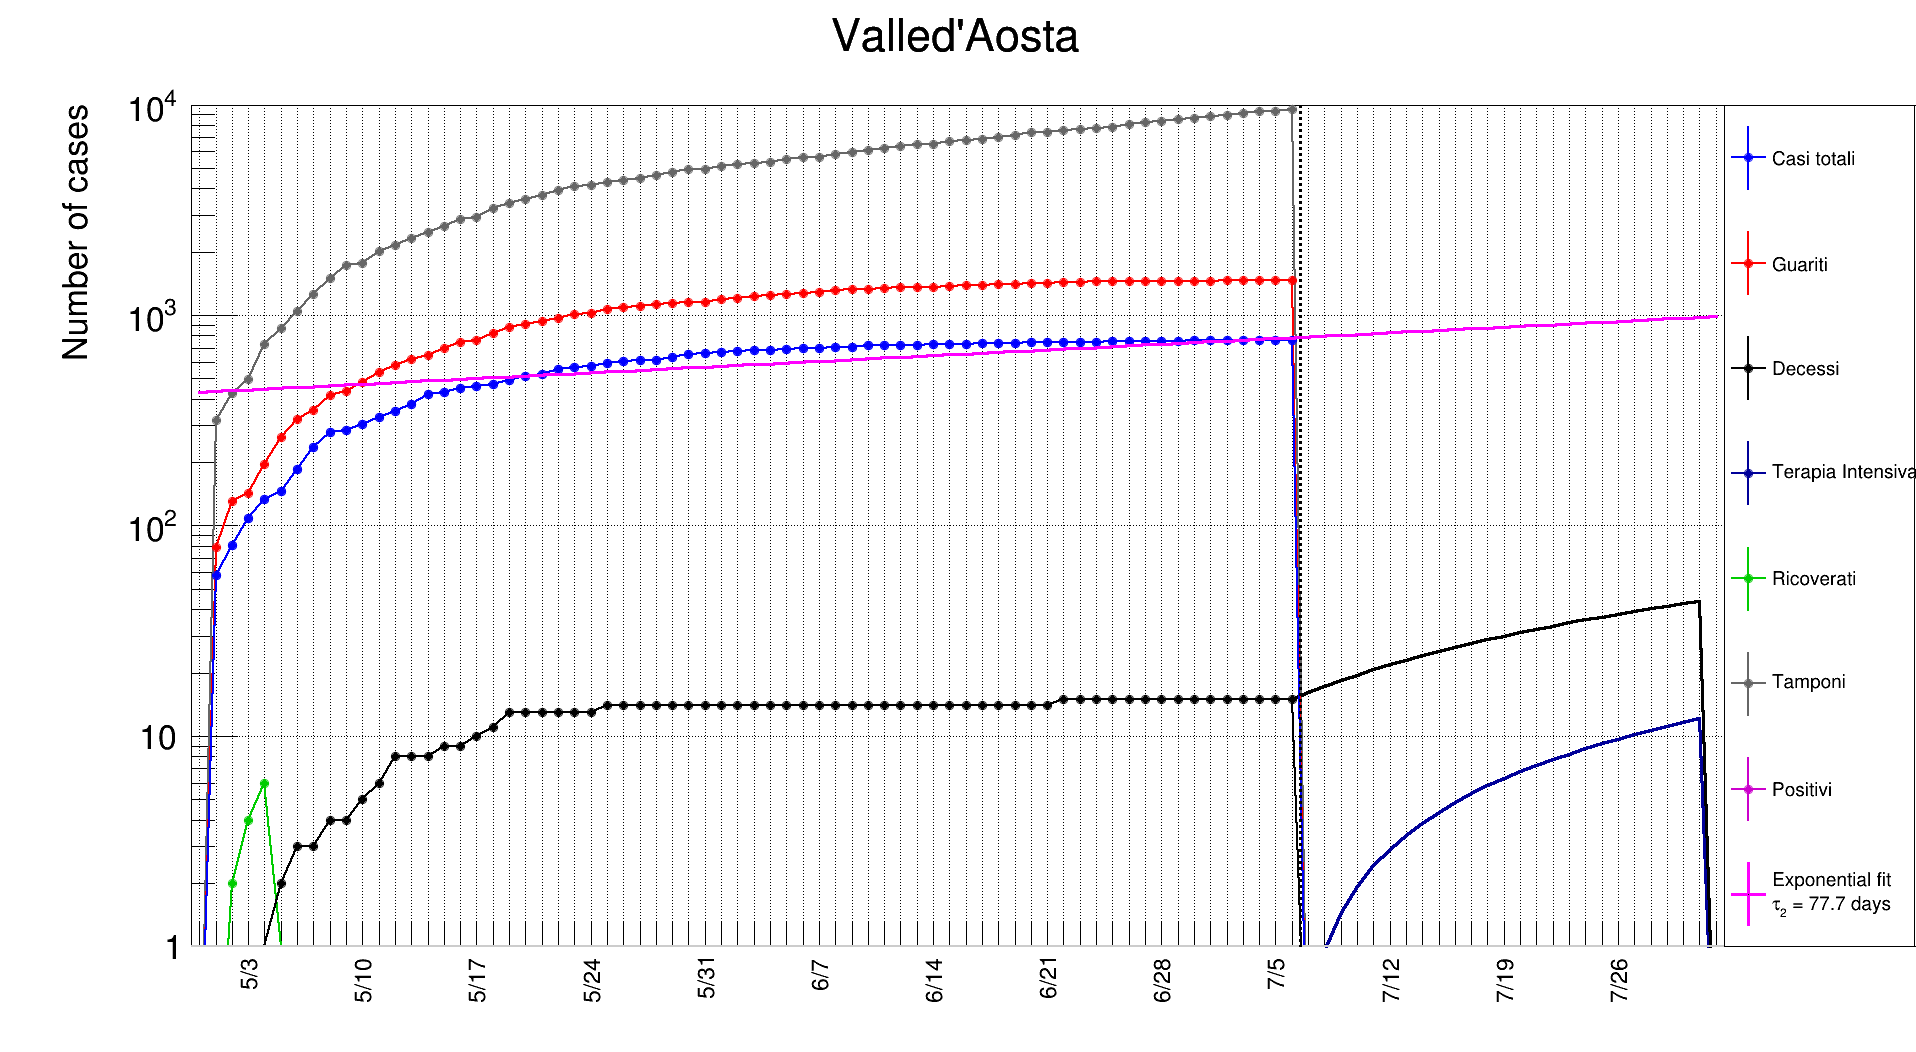 Valled'Aosta
Number of cases
10^4
10^3
10^2
10
1
5/3
5/10
5/17
5/24
5/31
6/7
6/14
6/21
6/28
7/5
7/12
7/19
7/26
Casi totali
Guariti
Decessi
Terapia Intensiva
Ricoverati
Tamponi
Positivi
Exponential fit
τ₂ = 77.7 days